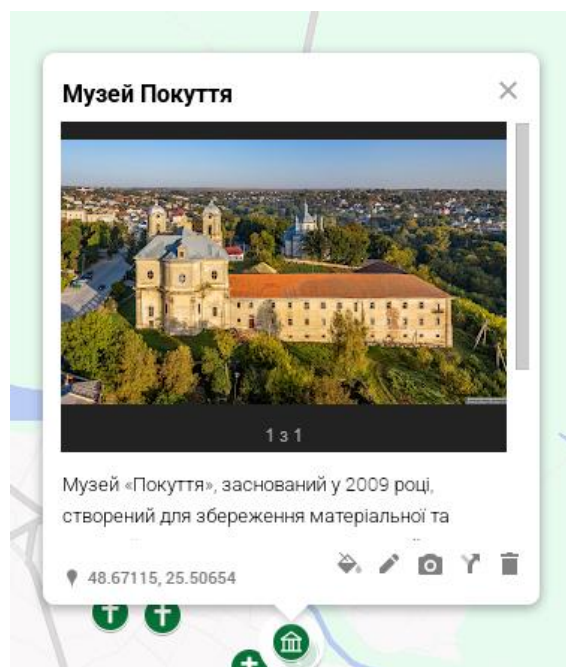 Музей Покуття
1 з 1
Музей «Покуття», заснований у 2009 році,
створений для збереження матеріальної та
48.67115, 25.50654